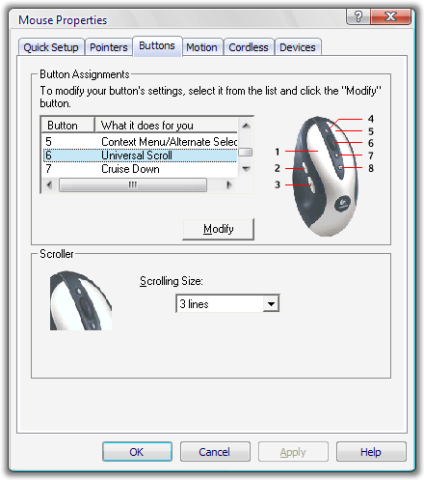 Mouse Properties
Quick Setup Pointers Buttons Motion Cordless Devices
Button Assignments
To modify your button's settings, select it from the list and click the "Modify"
button.
Button What it does for you
5 Context Menu/Alternate Selec
6 Universal Scroll
7 Cruise Down
1
2
3
4
5
6
7
8
Modify
Scroller
Scrolling Size:
3 lines
OK Cancel Apply Help